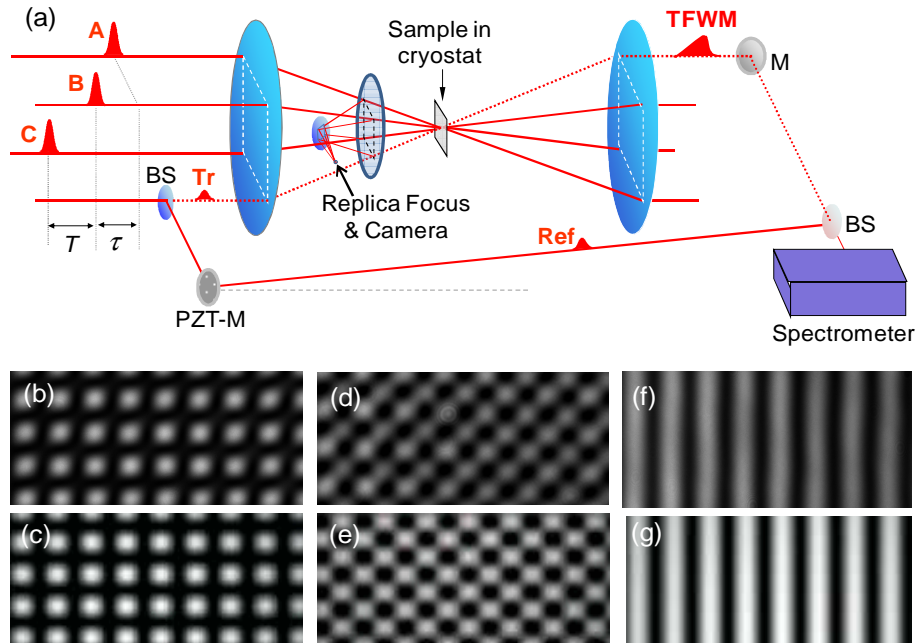 (a)
A
B
C
BS
Tr
T
τ
PZT-M
Replica Focus
& Camera
Sample in
cryostat
TFWM
M
Ref
BS
Spectrometer
(b)
(d)
(f)
(c)
(e)
(g)